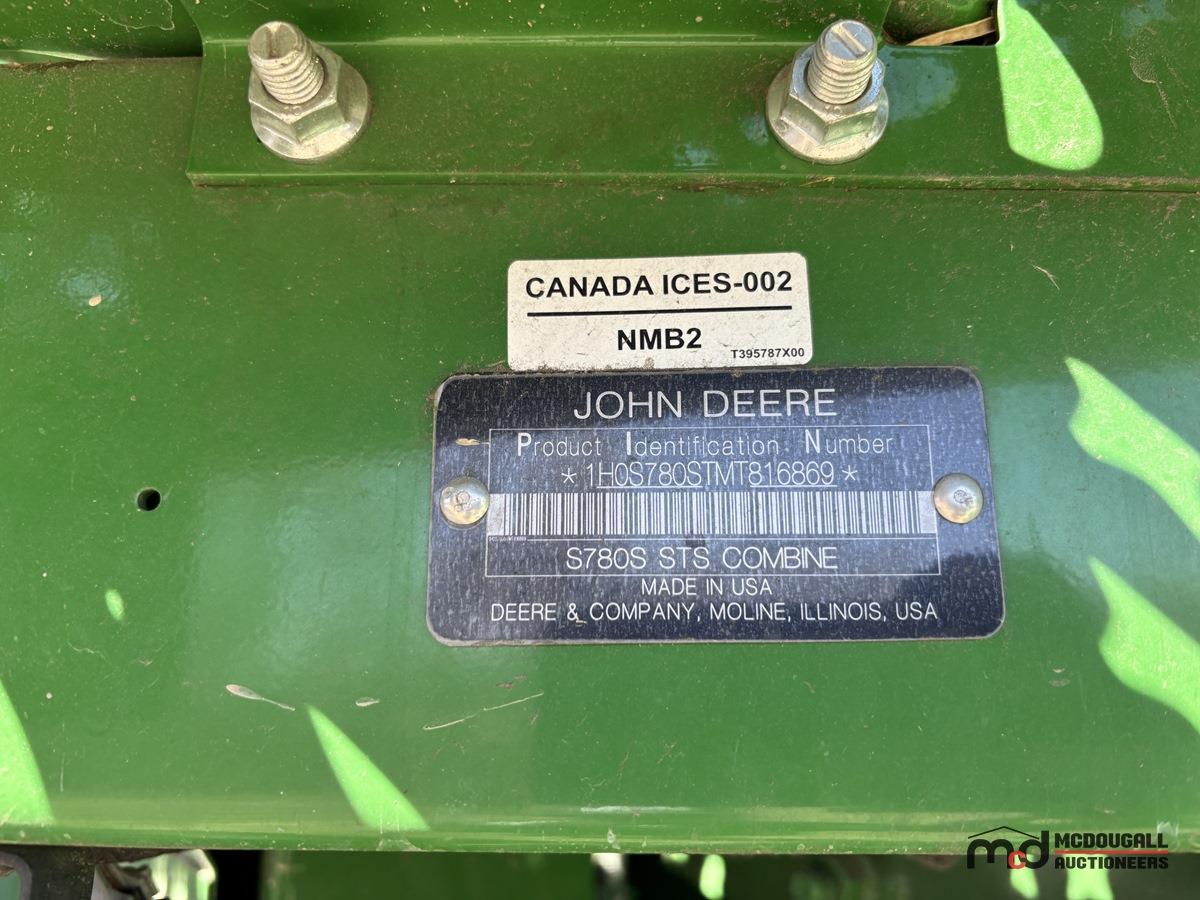 CANADA ICES-002
NMB2
T395787X00
JOHN DEERE
Product Identification Number
*1H0S780STMT816869*
S780S STS COMBINE
MADE IN USA
DEERE & COMPANY, MOLINE, ILLINOIS, USA
mcd MCDOUGALL
AUCTIONEERS